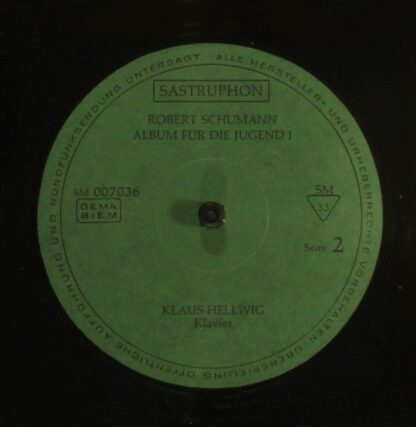 SASTRUPHON
ROBERT SCHUMANN
ALBUM FÜR DIE JUGEND I
SM 007036
GEMA
BIEM
SM
33
Seite 2
KLAUS HELLWIG
Klavier
ALLE HERSTELLER- UND URHEBERRECHTE VORBEHALTEN. ÜBERSPIELUNG, ÖFFENTLICHE AUFFÜHRUNG UND RUNDFUNKSENDUNG UNTERSAGT